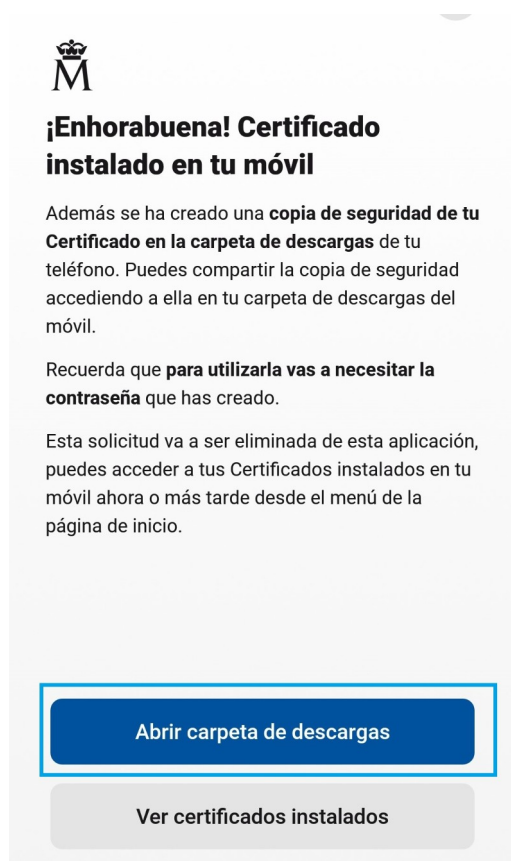 M
¡Enhorabuena! Certificado
instalado en tu móvil
Además se ha creado una copia de seguridad de tu
Certificado en la carpeta de descargas de tu
teléfono. Puedes compartir la copia de seguridad
accediendo a ella en tu carpeta de descargas del
móvil.
Recuerda que para utilizarla vas a necesitar la
contraseña que has creado.
Esta solicitud va a ser eliminada de esta aplicación,
puedes acceder a tus Certificados instalados en tu
móvil ahora o más tarde desde el menú de la
página de inicio.
Abrir carpeta de descargas
Ver certificados instalados